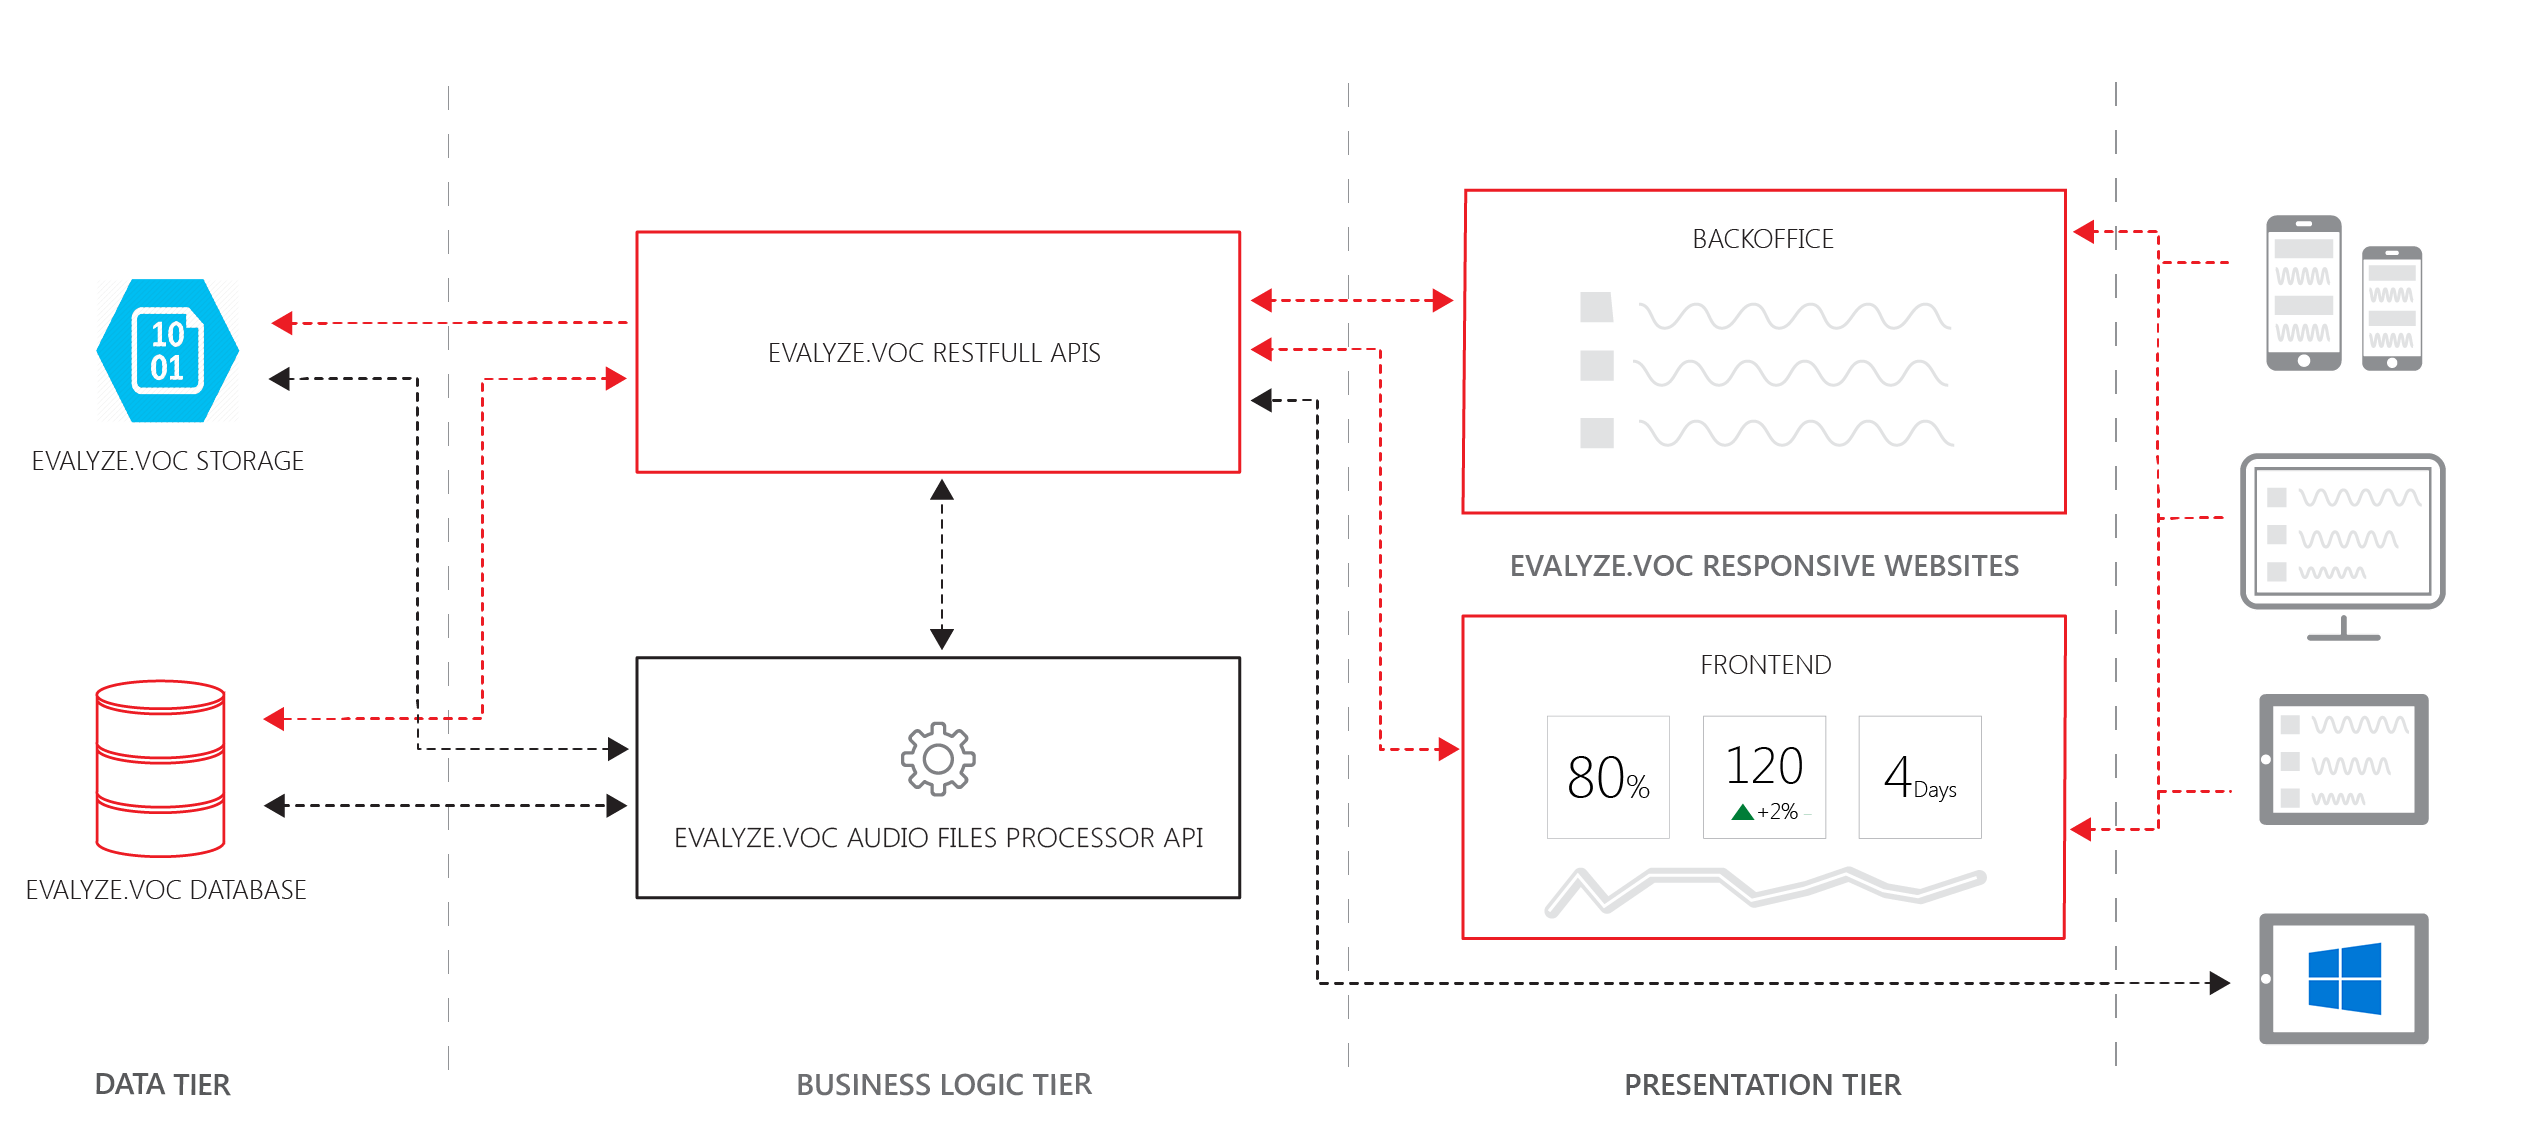 BACKOFFICE
10
01
EVALYZE.VOC RESTFULL APIS
EVALYZE.VOC STORAGE
EVALYZE.VOC RESPONSIVE WEBSITES
FRONTEND
80%
120
+2%
4Days
EVALYZE.VOC AUDIO FILES PROCESSOR API
EVALYZE.VOC DATABASE
DATA TIER
BUSINESS LOGIC TIER
PRESENTATION TIER